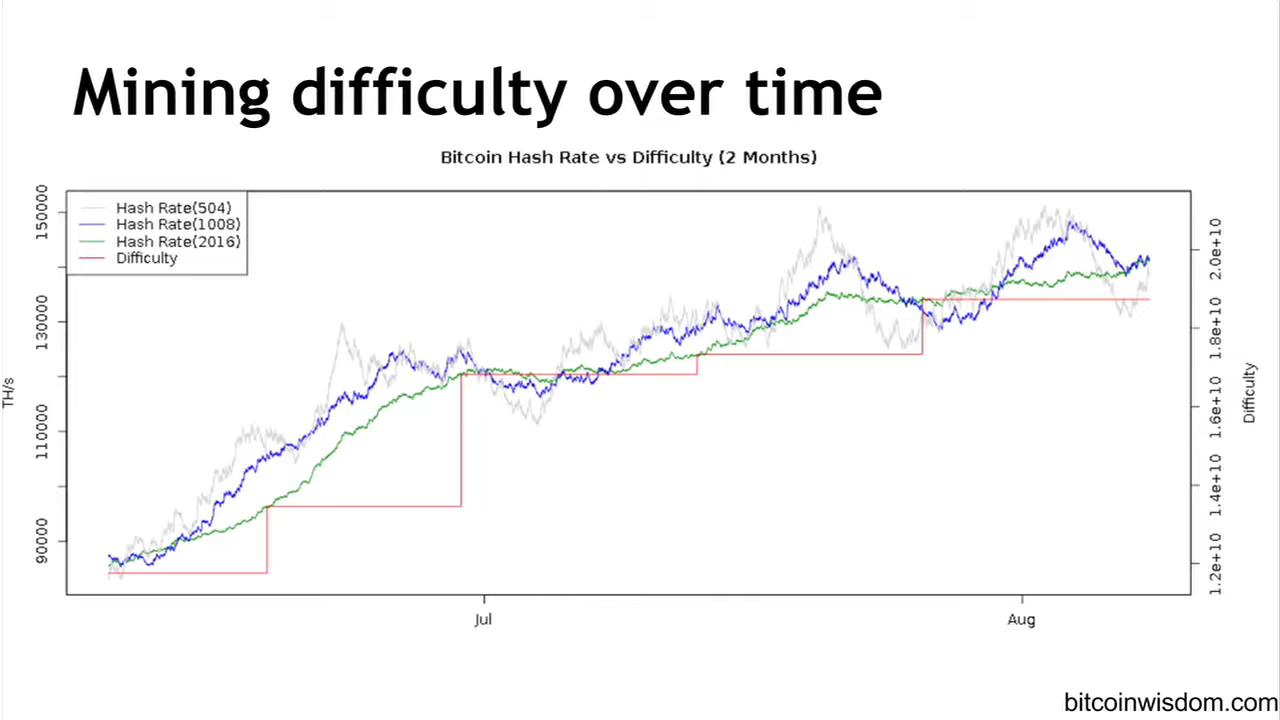 Mining difficulty over time
Bitcoin Hash Rate vs Difficulty (2 Months)
Hash Rate(504)
Hash Rate(1008)
Hash Rate(2016)
Difficulty
TH/s
150000
130000
110000
90000
2.0e+10
1.8e+10
1.6e+10
1.4e+10
1.2e+10
Difficulty
Jul
Aug
bitcoinwisdom.com